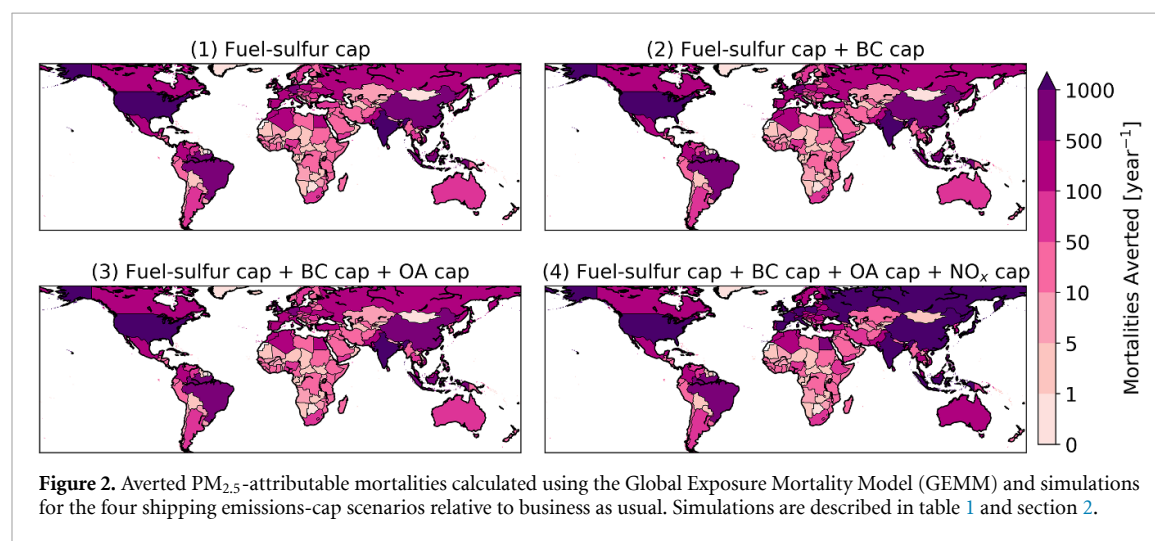 (1) Fuel-sulfur cap
(2) Fuel-sulfur cap + BC cap
(3) Fuel-sulfur cap + BC cap + OA cap
(4) Fuel-sulfur cap + BC cap + OA cap + NOₓ cap
1000
500
100
50
10
5
1
0
Mortalities Averted [year⁻¹]
Figure 2. Averted PM₂.₅-attributable mortalities calculated using the Global Exposure Mortality Model (GEMM) and simulations
for the four shipping emissions-cap scenarios relative to business as usual. Simulations are described in table 1 and section 2.